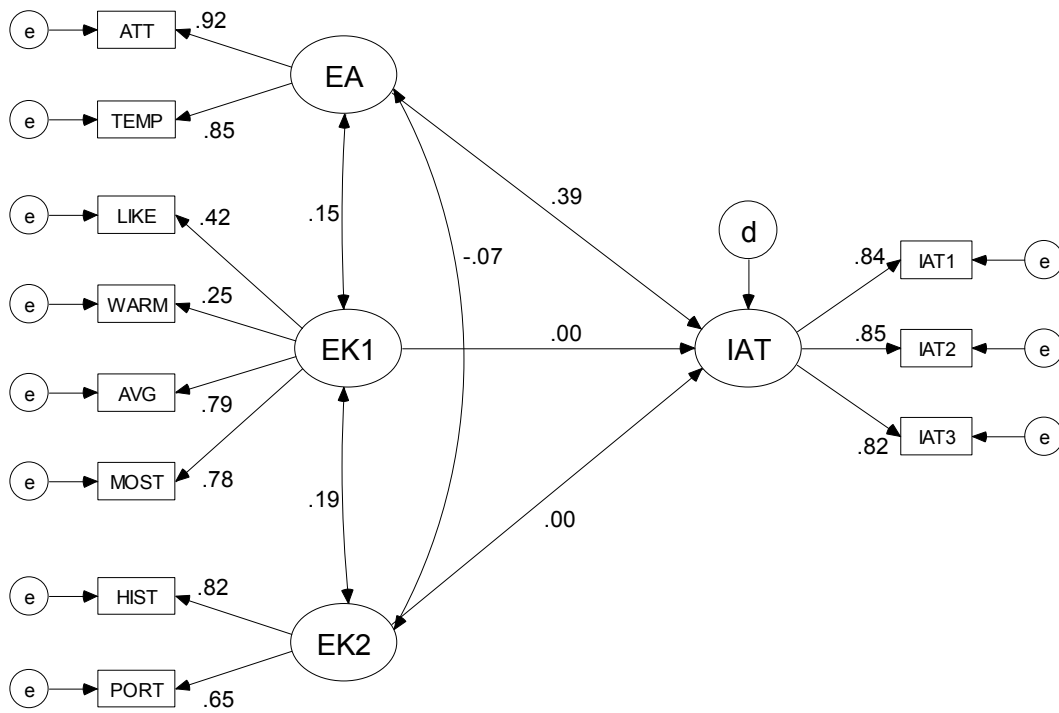 e
ATT
.92
EA
e
TEMP
.85
e
LIKE
.42
.15
.39
-.07
d
e
WARM
.25
EK1
.00
IAT
.84
IAT1
e
.85
IAT2
e
.82
IAT3
e
e
AVG
.79
e
MOST
.78
.19
.00
e
HIST
.82
EK2
e
PORT
.65